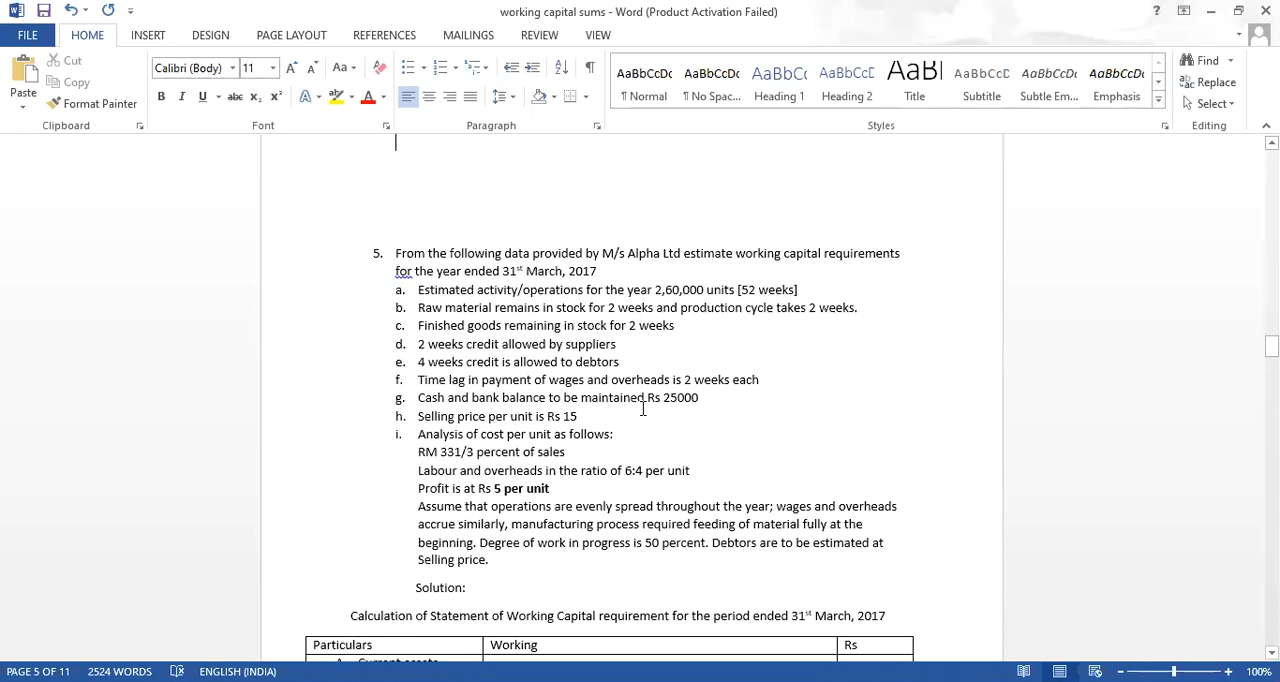 working capital sums - Word (Product Activation Failed)
FILE HOME INSERT DESIGN PAGE LAYOUT REFERENCES MAILINGS REVIEW VIEW
Cut
Copy
Paste
Format Painter
Calibri (Body) 11
Clipboard Font Paragraph Styles Editing
AaBbCcDc AaBbCcDc AaBbCc AaBbCcD AaBl AaBbCcD AaBbCcDc AaBbCcDc
¶ Normal ¶ No Spac... Heading 1 Heading 2 Title Subtitle Subtle Em... Emphasis
Find
Replace
Select
5. From the following data provided by M/s Alpha Ltd estimate working capital requirements
for the year ended 31st March, 2017
a. Estimated activity/operations for the year 2,60,000 units [52 weeks]
b. Raw material remains in stock for 2 weeks and production cycle takes 2 weeks.
c. Finished goods remaining in stock for 2 weeks
d. 2 weeks credit allowed by suppliers
e. 4 weeks credit is allowed to debtors
f. Time lag in payment of wages and overheads is 2 weeks each
g. Cash and bank balance to be maintained Rs 25000
h. Selling price per unit is Rs 15
i. Analysis of cost per unit as follows:
RM 331/3 percent of sales
Labour and overheads in the ratio of 6:4 per unit
Profit is at Rs 5 per unit
Assume that operations are evenly spread throughout the year; wages and overheads
accrue similarly, manufacturing process required feeding of material fully at the
beginning. Degree of work in progress is 50 percent. Debtors are to be estimated at
Selling price.
Solution:
Calculation of Statement of Working Capital requirement for the period ended 31st March, 2017
Particulars Working Rs
PAGE 5 OF 11 2524 WORDS ENGLISH (INDIA) 100%